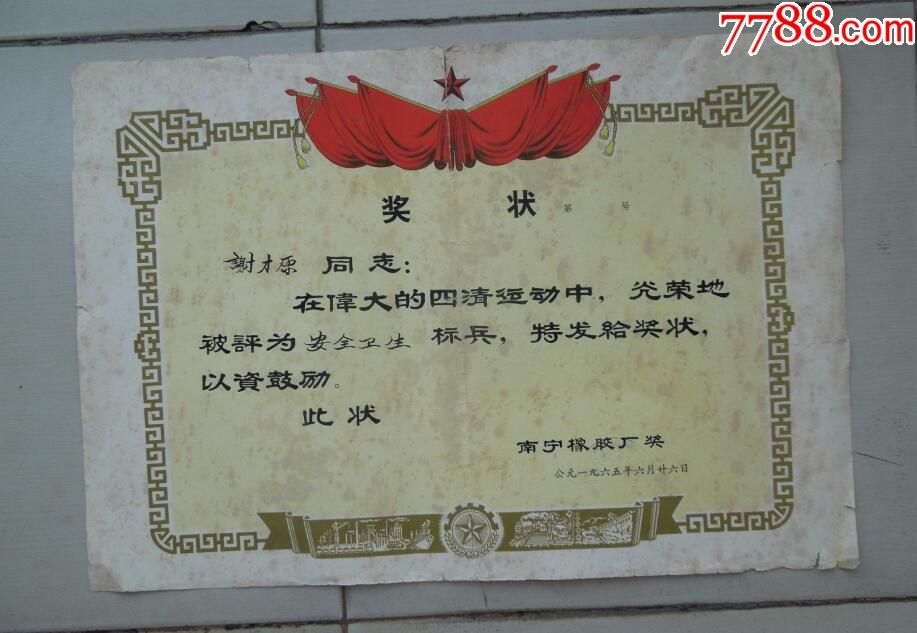 7788.com
奖 状 第 号
謝才原 同志：
在偉大的四清运动中，光荣地
被評为 安全卫生 标兵，特发給奖状，
以資鼓励。
此状
南宁橡胶厂奖
公元一九六五年六月廿六日